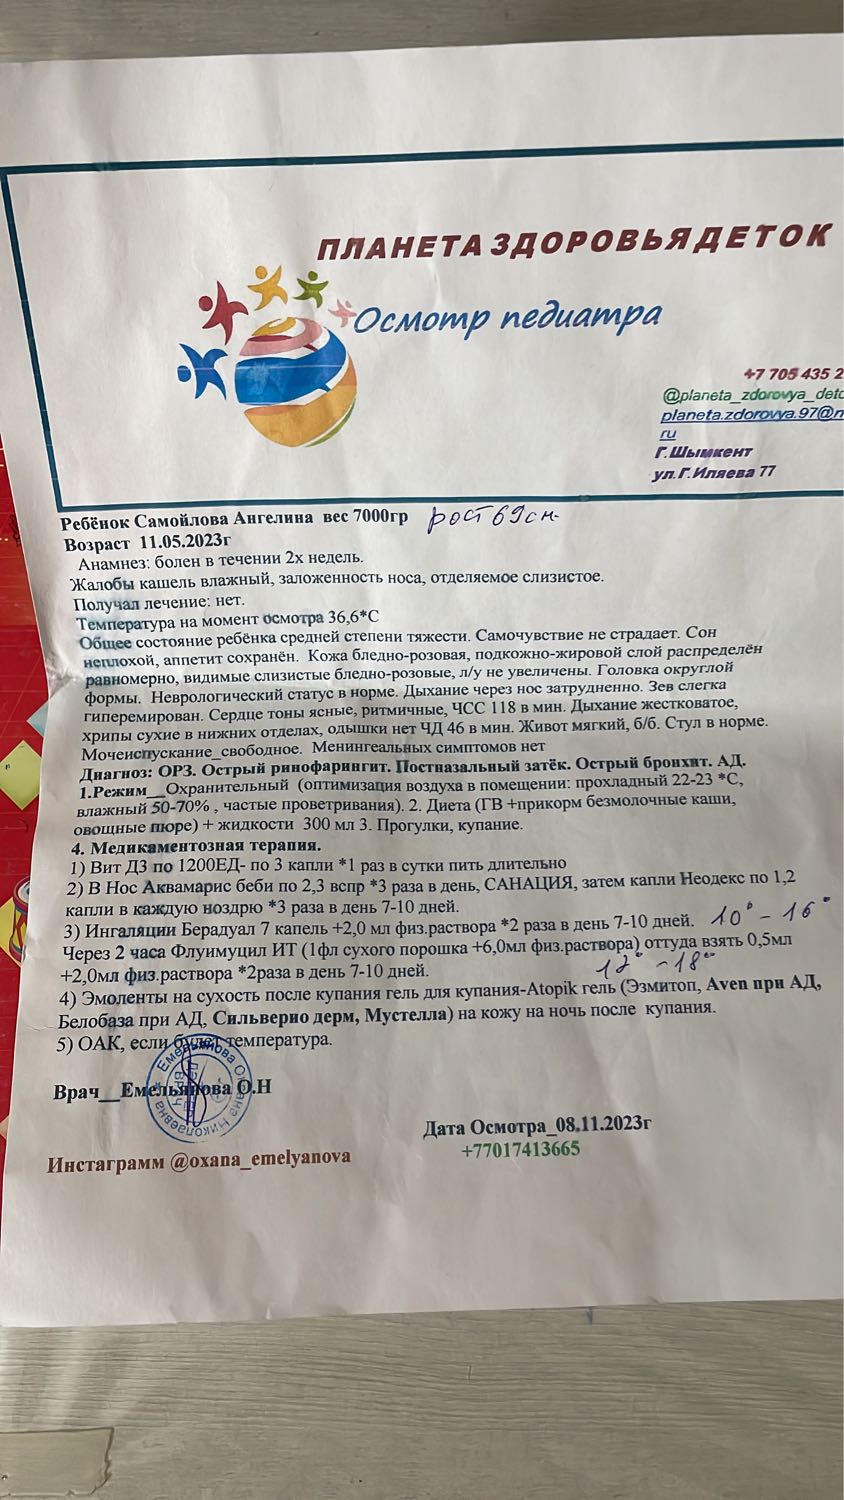 ПЛАНЕТА ЗДОРОВЬЯ ДЕТОК
Осмотр педиатра
+7 705 435 2
@planeta_zdorovya_deto
planeta.zdorovya.97@m
ru
Г.Шымкент
ул.Г.Иляева 77
Ребёнок Самойлова Ангелина вес 7000гр рост 69см.
Возраст 11.05.2023г
Анамнез: болен в течении 2х недель.
Жалобы кашель влажный, заложенность носа, отделяемое слизистое.
Получал лечение: нет.
Температура на момент осмотра 36,6*С
Общее состояние ребёнка средней степени тяжести. Самочувствие не страдает. Сон
неплохой, аппетит сохранён. Кожа бледно-розовая, подкожно-жировой слой распределён
равномерно, видимые слизистые бледно-розовые, л/у не увеличены. Головка округлой
формы. Неврологический статус в норме. Дыхание через нос затрудненно. Зев слегка
гиперемирован. Сердце тоны ясные, ритмичные, ЧСС 118 в мин. Дыхание жестковатое,
хрипы сухие в нижних отделах, одышки нет ЧД 46 в мин. Живот мягкий, б/б. Стул в норме.
Мочеиспускание_свободное. Менингеальных симптомов нет
Диагноз: ОРЗ. Острый ринофарингит. Постназальный затёк. Острый бронхит. АД.
1.Режим__Охранительный (оптимизация воздуха в помещении: прохладный 22-23 *С,
влажный 50-70% , частые проветривания). 2. Диета (ГВ +прикорм безмолочные каши,
овощные пюре) + жидкости 300 мл 3. Прогулки, купание.
4. Медикаментозная терапия.
1) Вит Д3 по 1200ЕД- по 3 капли *1 раз в сутки пить длительно
2) В Нос Аквамарис беби по 2,3 вспр *3 раза в день, САНАЦИЯ, затем капли Неодекс по 1,2
капли в каждую ноздрю *3 раза в день 7-10 дней.
3) Ингаляции Берадуал 7 капель +2,0 мл физ.раствора *2 раза в день 7-10 дней. 10° - 16°
Через 2 часа Флуимуцил ИТ (1фл сухого порошка +6,0мл физ.раствора) оттуда взять 0,5мл
+2,0мл физ.раствора *2раза в день 7-10 дней. 12° - 18°
4) Эмоленты на сухость после купания гель для купания-Atopik гель (Эзмитоп, Aven при АД,
Белобаза при АД, Сильверио дерм, Мустелла) на кожу на ночь после купания.
5) ОАК, если будет температура.
Врач__Емельянова О.Н
Емельянова Оксана Николаевна
ВРАЧ
Дата Осмотра_08.11.2023г
+77017413665
Инстаграмм @oxana_emelyanova